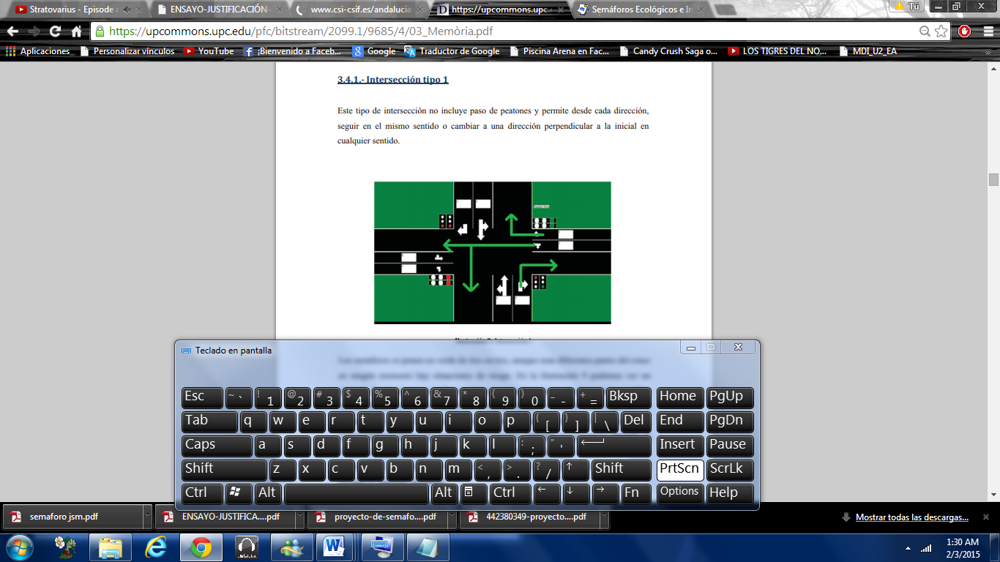 Stratovarius - Episode a
ENSAYO-JUSTIFICACIÓN-
www.csi-csif.es/andalucia
https://upcommons.upc.
Semáforos Ecológicos e In
Tú
https://upcommons.upc.edu/pfc/bitstream/2099.1/9685/4/03_Memòria.pdf
Aplicaciones
Personalizar vínculos
YouTube
¡Bienvenido a Faceb...
Google
Traductor de Google
Piscina Arena en Fac...
Candy Crush Saga o...
LOS TIGRES DEL NO...
MDI_U2_EA
»
3.4.1.- Intersección tipo 1
Este tipo de intersección no incluye paso de peatones y permite desde cada dirección,
seguir en el mismo sentido o cambiar a una dirección perpendicular a la inicial en
cualquier sentido.
Teclado en pantalla
Esc ~ ` ! 1 @ 2 # 3 $ 4 % 5 ^ 6 & 7 * 8 ( 9 ) 0 _ - + = Bksp Home PgUp
Tab q w e r t y u i o p { [ } ] | \ Del End PgDn
Caps a s d f g h j k l : ; " ' Insert Pause
Shift z x c v b n m < , > . ? / ↑ Shift PrtScn ScrLk
Ctrl Alt Alt Ctrl ← ↓ → Fn Options Help
semaforo jsm.pdf
ENSAYO-JUSTIFICA....pdf
proyecto-de-semafo....pdf
442380349-proyecto....pdf
Mostrar todas las descargas...
1:30 AM
2/3/2015